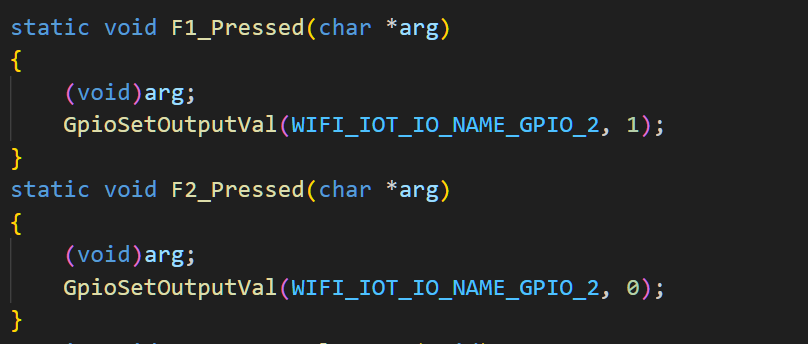 static void F1_Pressed(char *arg)
{
    (void)arg;
    GpioSetOutputVal(WIFI_IOT_IO_NAME_GPIO_2, 1);
}
static void F2_Pressed(char *arg)
{
    (void)arg;
    GpioSetOutputVal(WIFI_IOT_IO_NAME_GPIO_2, 0);
}